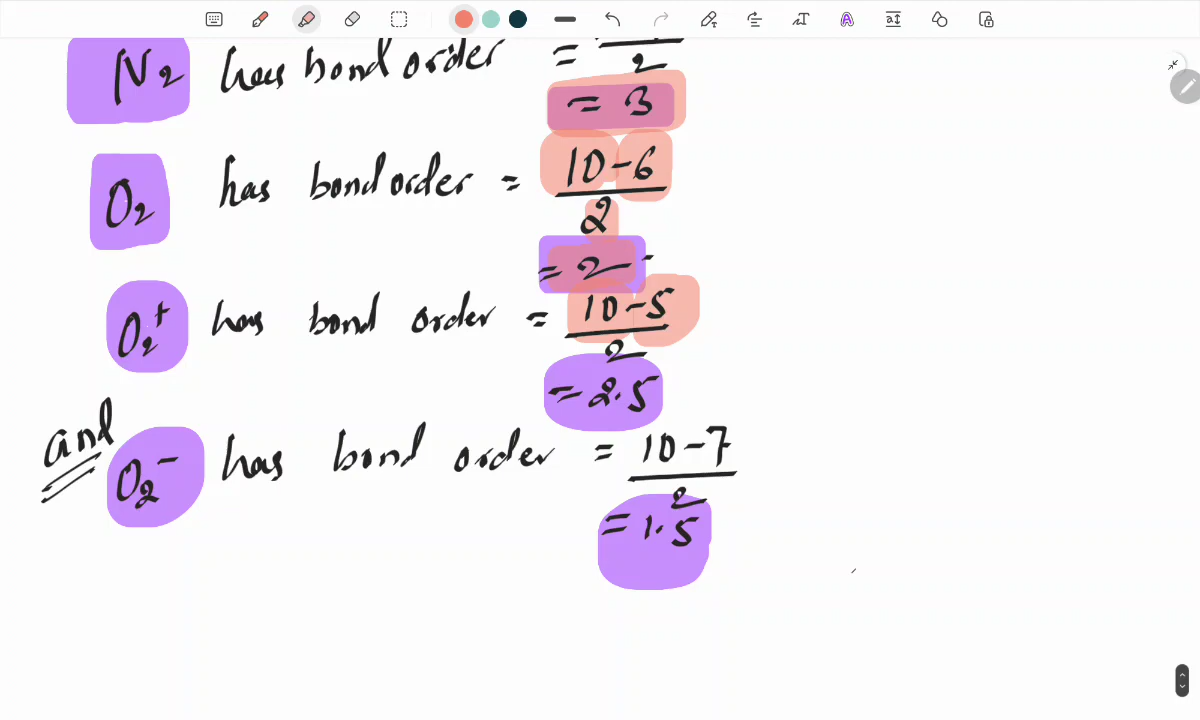 N₂ has bond order = 2
= 3
O₂ has bond order = 10-6
2
= 2
O₂⁺ has bond order = 10-5
2
= 2.5
and O₂⁻ has bond order = 10-7
2
= 1.5